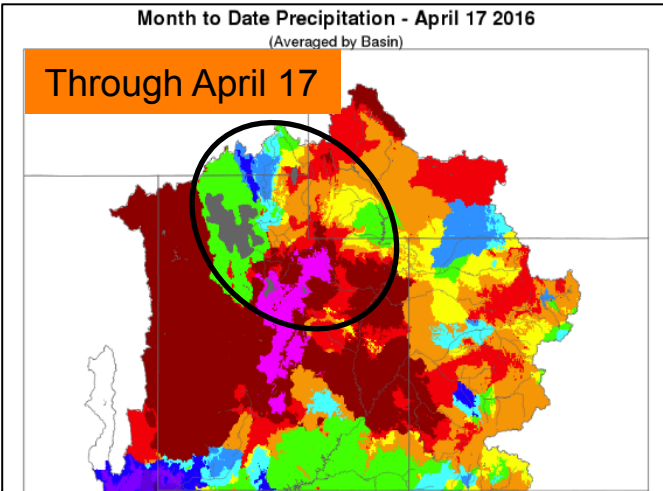 Month to Date Precipitation - April 17 2016
(Averaged by Basin)
Through April 17